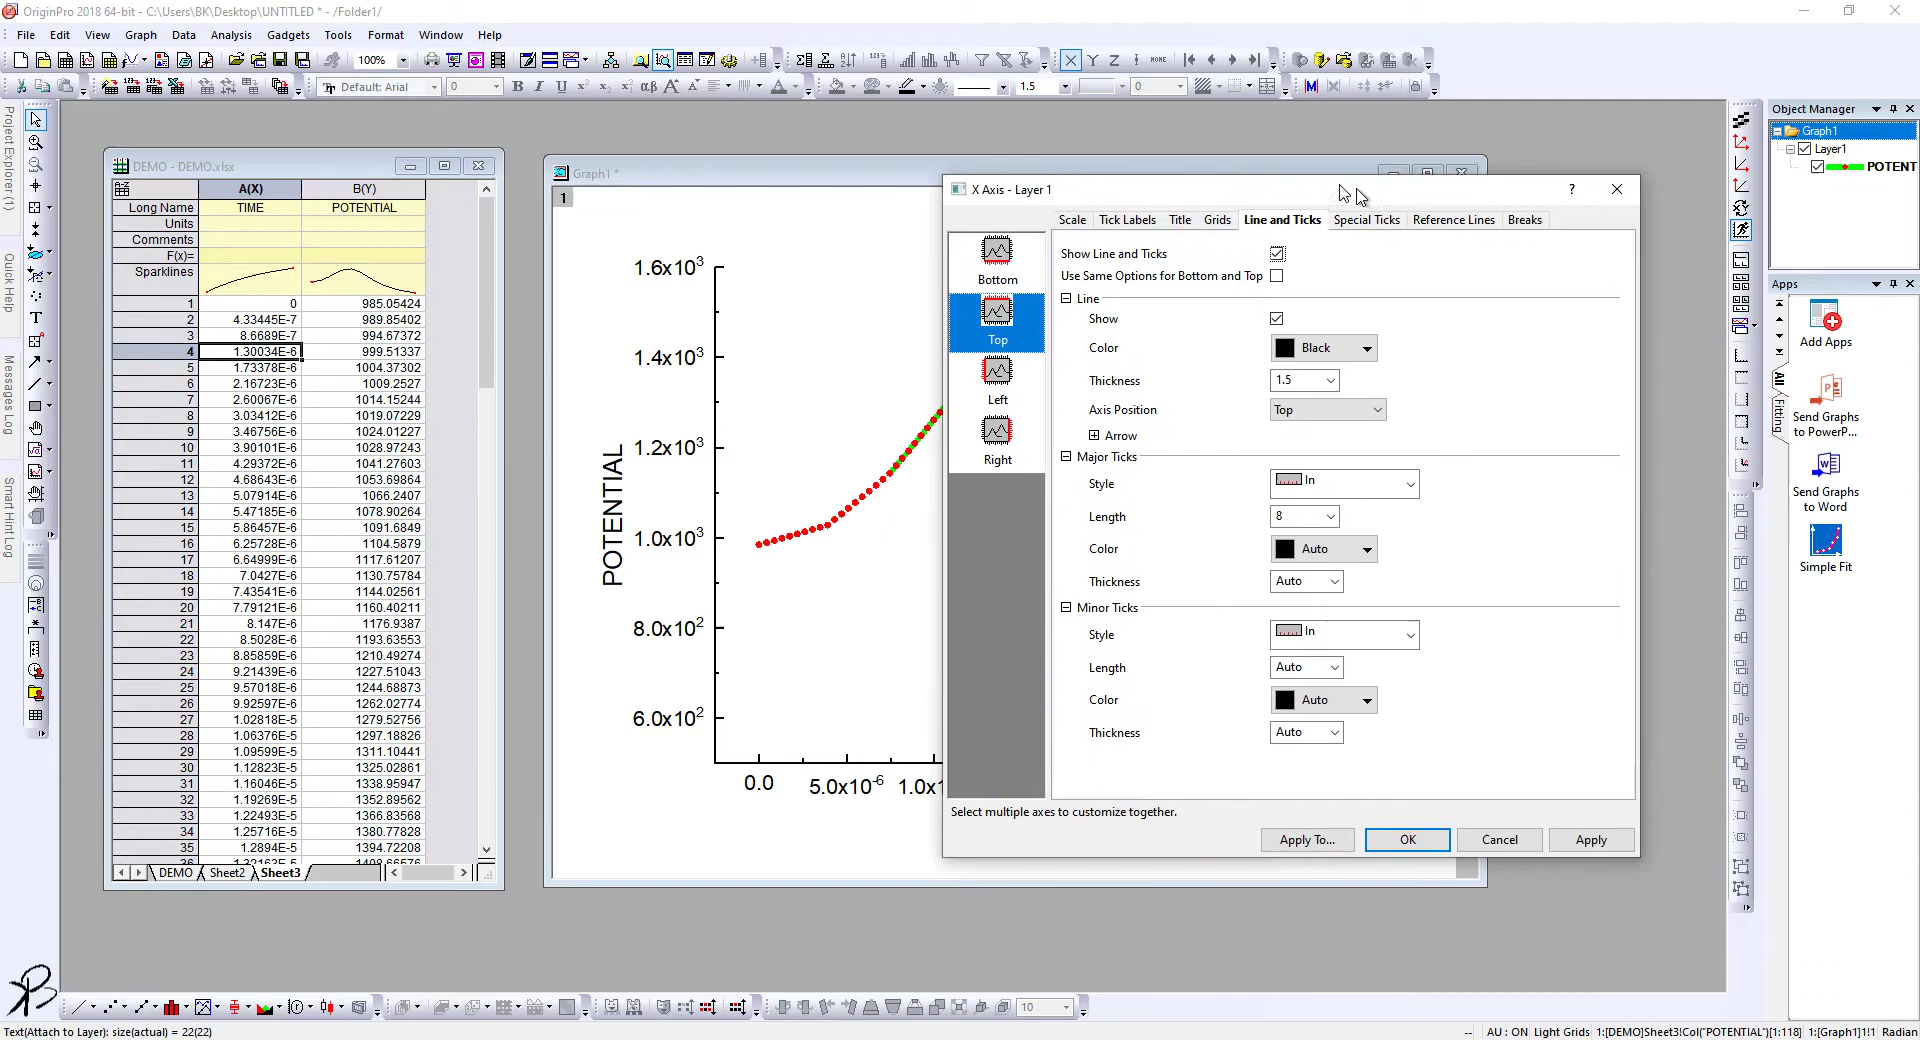 OriginPro 2018 64-bit - C:\Users\BK\Desktop\UNTITLED * - /Folder1/
File Edit View Graph Data Analysis Gadgets Tools Format Window Help
100%
Default: Arial 0 B I U αβ A A 1.5 0
X Y Z HOME
Project Explorer (1)
Quick Help
Messages Log
Smart Hint Log
DEMO - DEMO.xlsx
A(X) B(Y)
Long Name TIME POTENTIAL
Units
Comments
F(x)=
Sparklines
1 0 985.05424
2 4.33445E-7 989.85402
3 8.6689E-7 994.67372
4 1.30034E-6 999.51337
5 1.73378E-6 1004.37302
6 2.16723E-6 1009.2527
7 2.60067E-6 1014.15244
8 3.03412E-6 1019.07229
9 3.46756E-6 1024.01227
10 3.90101E-6 1028.97243
11 4.29372E-6 1041.27603
12 4.68643E-6 1053.69864
13 5.07914E-6 1066.2407
14 5.47185E-6 1078.90264
15 5.86457E-6 1091.6849
16 6.25728E-6 1104.5879
17 6.64999E-6 1117.61207
18 7.0427E-6 1130.75784
19 7.43541E-6 1144.02561
20 7.79121E-6 1160.40211
21 8.147E-6 1176.9387
22 8.5028E-6 1193.63553
23 8.85859E-6 1210.49274
24 9.21439E-6 1227.51043
25 9.57018E-6 1244.68873
26 9.92597E-6 1262.02774
27 1.02818E-5 1279.52756
28 1.06376E-5 1297.18826
29 1.09599E-5 1311.10441
30 1.12823E-5 1325.02861
31 1.16046E-5 1338.95947
32 1.19269E-5 1352.89562
33 1.22493E-5 1366.83568
34 1.25716E-5 1380.77828
35 1.2894E-5 1394.72208
36 1.32163E-5 1408.66576
DEMO Sheet2 Sheet3
Graph1 *
1
1.6x10³
1.4x10³
1.2x10³
1.0x10³
8.0x10²
6.0x10²
POTENTIAL
0.0 5.0x10⁻⁶ 1.0x
X Axis - Layer 1
?
Scale Tick Labels Title Grids Line and Ticks Special Ticks Reference Lines Breaks
Bottom
Top
Left
Right
Show Line and Ticks
Use Same Options for Bottom and Top
Line
Show
Color Black
Thickness 1.5
Axis Position Top
Arrow
Major Ticks
Style In
Length 8
Color Auto
Thickness Auto
Minor Ticks
Style In
Length Auto
Color Auto
Thickness Auto
Select multiple axes to customize together.
Apply To... OK Cancel Apply
Object Manager
Graph1
Layer1
POTENT
Apps
All
Fitting
Add Apps
Send Graphs
to PowerP...
Send Graphs
to Word
Simple Fit
10
Text(Attach to Layer): size(actual) = 22(22)
-- AU : ON Light Grids 1:[DEMO]Sheet3!Col("POTENTIAL")[1:118] 1:[Graph1]1!1 Radian